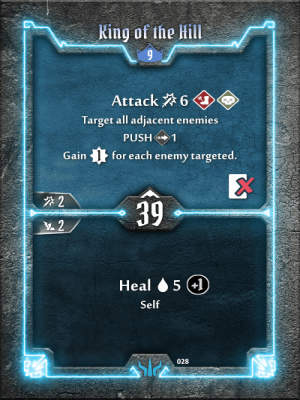 King of the Hill
9
Attack 6
Target all adjacent enemies
PUSH 1
Gain 1 for each enemy targeted.
2
39
2
Heal 5 +1
Self
028